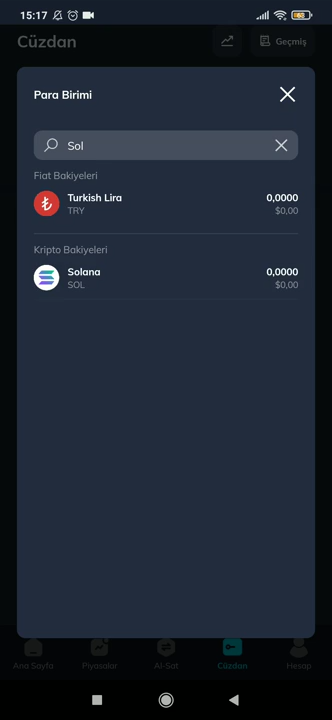 15:17
Cüzdan
Geçmiş
Para Birimi
Sol
Fiat Bakiyeleri
Turkish Lira 0,0000
TRY $0,00
Kripto Bakiyeleri
Solana 0,0000
SOL $0,00
Ana Sayfa Piyasalar Al-Sat Cüzdan Hesap